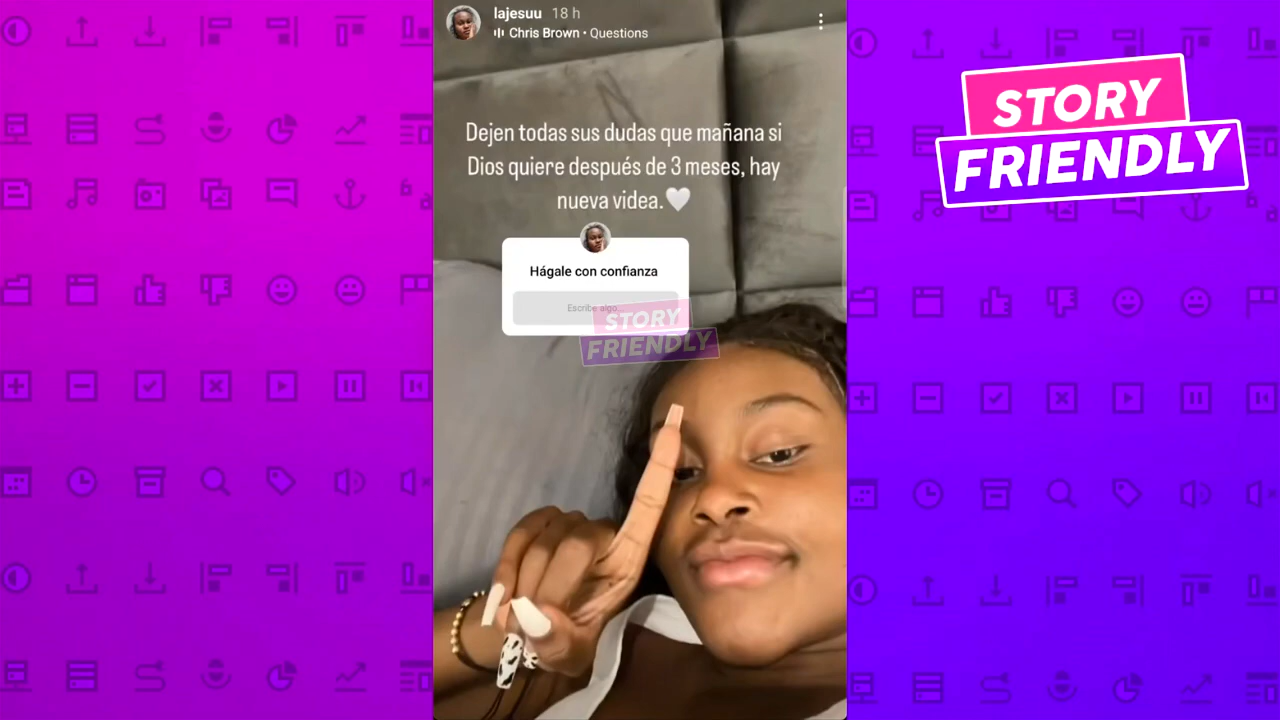 lajesuu 18 h
Chris Brown • Questions
Dejen todas sus dudas que mañana si
Dios quiere después de 3 meses, hay
nueva videa.🤍
Hágale con confianza
Escribe algo...
STORY
FRIENDLY
STORY
FRIENDLY